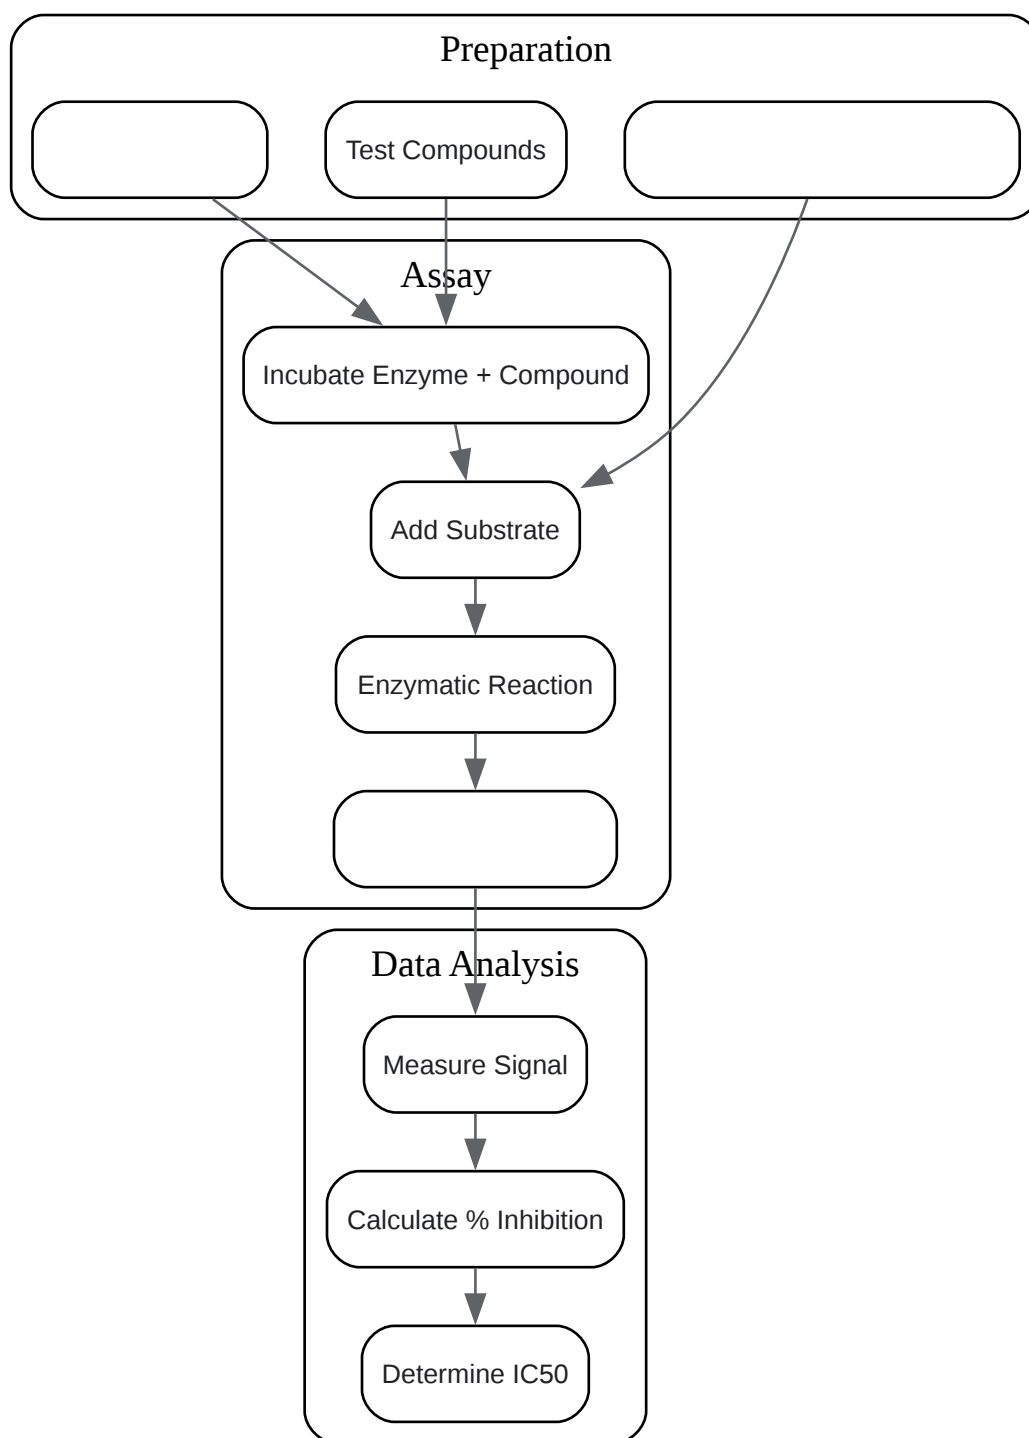 Preparation
Test Compounds
Assay
Incubate Enzyme + Compound
Add Substrate
Enzymatic Reaction
Data Analysis
Measure Signal
Calculate % Inhibition
Determine IC50